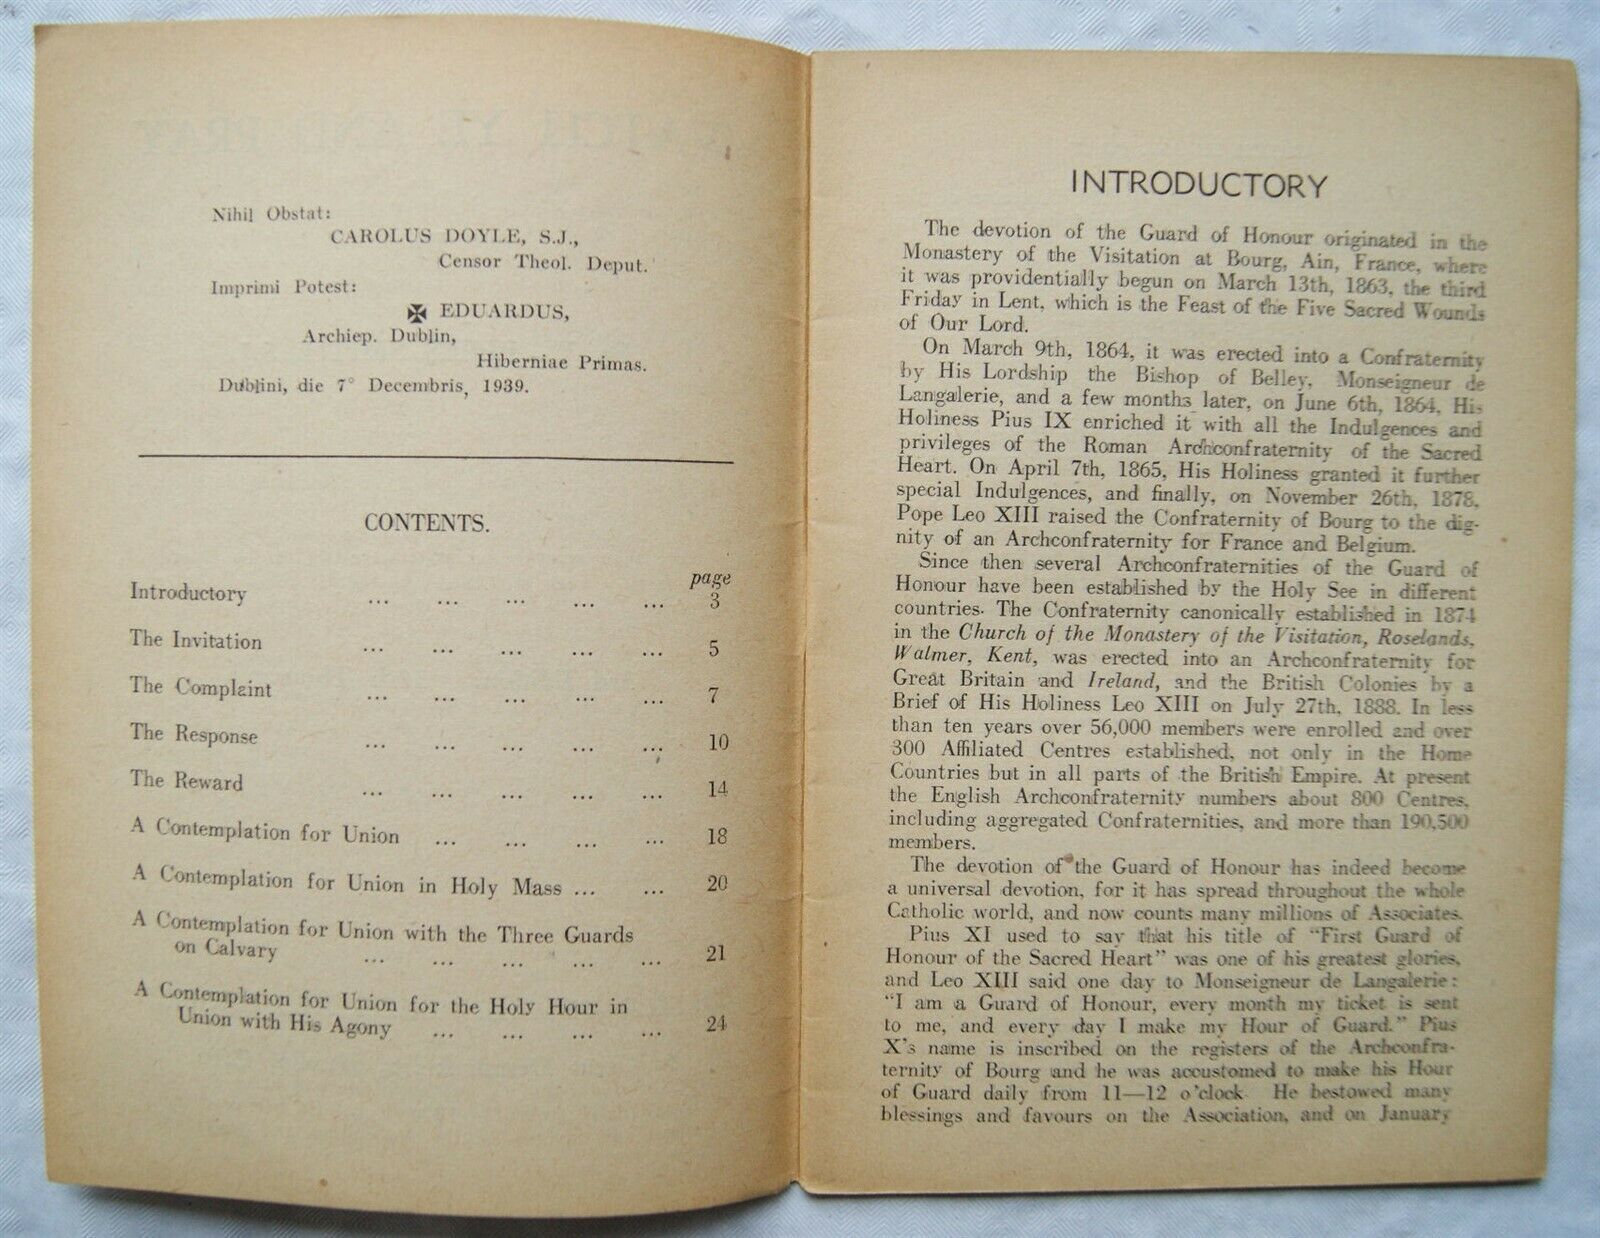 Nihil Obstat:
CAROLUS DOYLE, S.J.,
Censor Theol. Deput.
Imprimi Potest:
✠ EDUARDUS,
Archiep. Dublin,
Hiberniae Primas.
Dublini, die 7° Decembris, 1939.
CONTENTS.
page
Introductory ... ... ... ... ... 3
The Invitation ... ... ... ... ... 5
The Complaint ... ... ... ... ... 7
The Response ... ... ... ... ... 10
The Reward ... ... ... ... ... 14
A Contemplation for Union ... ... ... ... 18
A Contemplation for Union in Holy Mass ... ... 20
A Contemplation for Union with the Three Guards
on Calvary ... ... ... ... ... 21
A Contemplation for Union for the Holy Hour in
Union with His Agony ... ... ... ... 24
INTRODUCTORY
The devotion of the Guard of Honour originated in the
Monastery of the Visitation at Bourg, Ain, France, where
it was providentially begun on March 13th, 1863, the third
Friday in Lent, which is the Feast of the Five Sacred Wounds
of Our Lord.
On March 9th, 1864, it was erected into a Confraternity
by His Lordship the Bishop of Belley, Monseigneur de
Langalerie, and a few months later, on June 6th, 1864, His
Holiness Pius IX enriched it with all the Indulgences and
privileges of the Roman Archconfraternity of the Sacred
Heart. On April 7th, 1865, His Holiness granted it further
special Indulgences, and finally, on November 26th, 1878,
Pope Leo XIII raised the Confraternity of Bourg to the dig-
nity of an Archconfraternity for France and Belgium.
Since then several Archconfraternities of the Guard of
Honour have been established by the Holy See in different
countries. The Confraternity canonically established in 1874
in the Church of the Monastery of the Visitation, Roselands,
Walmer, Kent, was erected into an Archconfraternity for
Great Britain and Ireland, and the British Colonies by a
Brief of His Holiness Leo XIII on July 27th, 1888. In less
than ten years over 56,000 members were enrolled and over
300 Affiliated Centres established, not only in the Home
Countries but in all parts of the British Empire. At present
the English Archconfraternity numbers about 800 Centres,
including aggregated Confraternities, and more than 190,500
members.
The devotion of the Guard of Honour has indeed become
a universal devotion, for it has spread throughout the whole
Catholic world, and now counts many millions of Associates.
Pius XI used to say that his title of "First Guard of
Honour of the Sacred Heart" was one of his greatest glories,
and Leo XIII said one day to Monseigneur de Langalerie:
"I am a Guard of Honour, every month my ticket is sent
to me, and every day I make my Hour of Guard." Pius
X's name is inscribed on the registers of the Archconfra-
ternity of Bourg and he was accustomed to make his Hour
of Guard daily from 11—12 o'clock. He bestowed many
blessings and favours on the Association, and on January